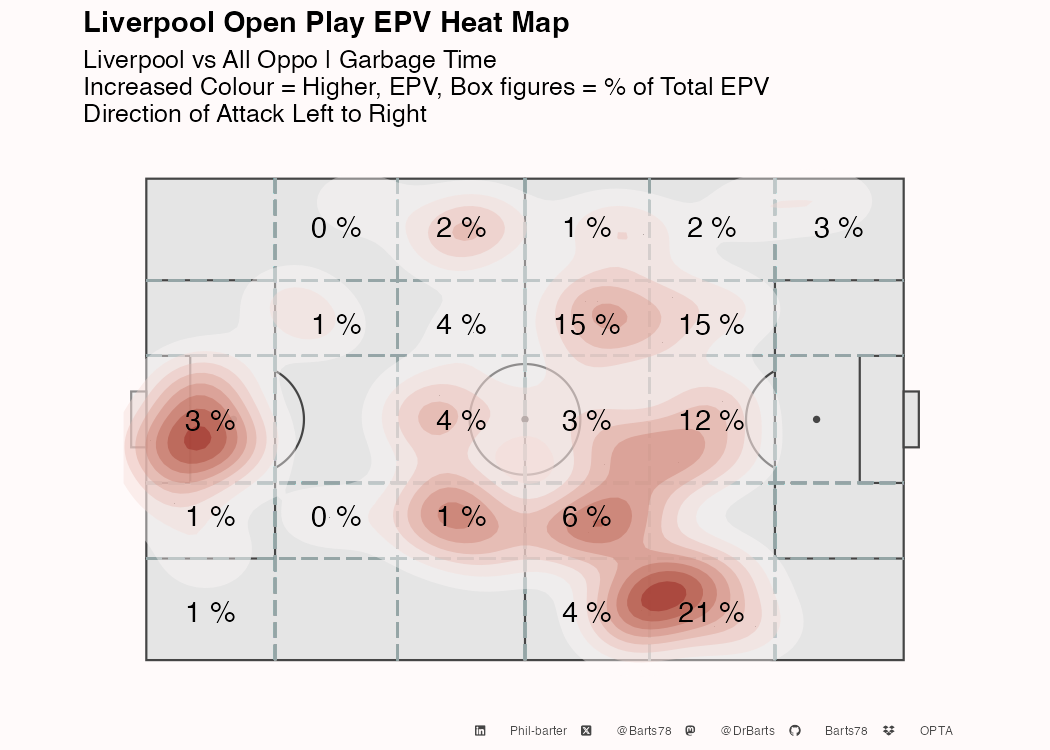 Liverpool Open Play EPV Heat Map
Liverpool vs All Oppo | Garbage Time
Increased Colour = Higher, EPV, Box figures = % of Total EPV
Direction of Attack Left to Right
0 % 2 % 1 % 2 % 3 %
1 % 4 % 15 % 15 %
3 % 4 % 3 % 12 %
1 % 0 % 1 % 6 %
1 % 4 % 21 %
Phil-barter @Barts78 @DrBarts Barts78 OPTA